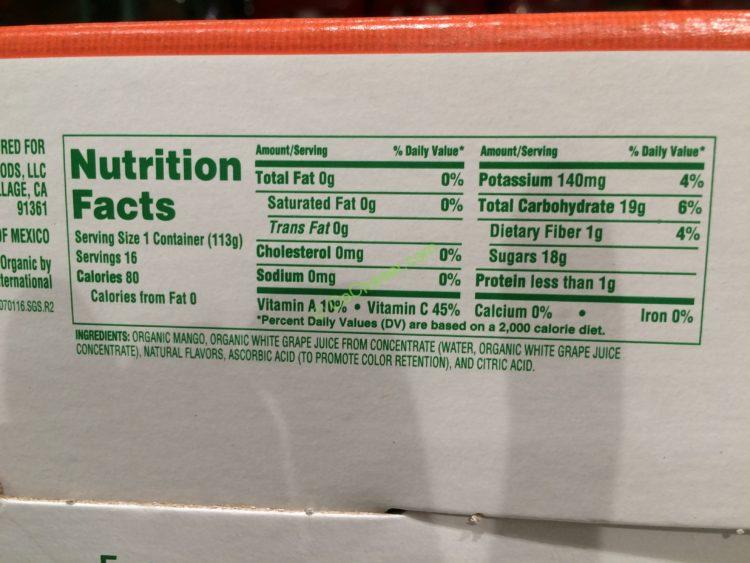 RED FOR
ODS, LLC
LAGE, CA
91361
OF MEXICO
Organic by
ternational
070116.SGS.R2
Nutrition
Facts
Serving Size 1 Container (113g)
Servings 16
Calories 80
Calories from Fat 0
Amount/Serving % Daily Value*
Total Fat 0g 0%
Saturated Fat 0g 0%
Trans Fat 0g
Cholesterol 0mg 0%
Sodium 0mg 0%
Amount/Serving % Daily Value*
Potassium 140mg 4%
Total Carbohydrate 19g 6%
Dietary Fiber 1g 4%
Sugars 18g
Protein less than 1g
Vitamin A 10% • Vitamin C 45% Calcium 0% • Iron 0%
*Percent Daily Values (DV) are based on a 2,000 calorie diet.
INGREDIENTS: ORGANIC MANGO, ORGANIC WHITE GRAPE JUICE FROM CONCENTRATE (WATER, ORGANIC WHITE GRAPE JUICE
CONCENTRATE), NATURAL FLAVORS, ASCORBIC ACID (TO PROMOTE COLOR RETENTION), AND CITRIC ACID.